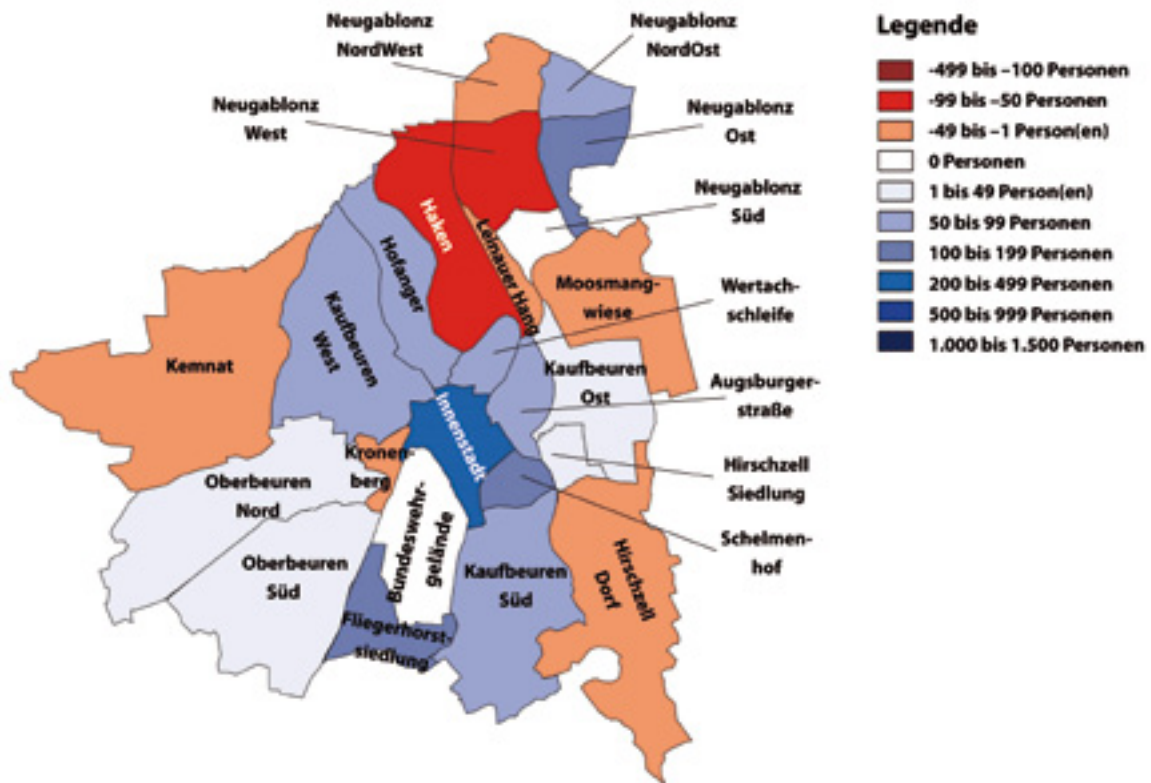 Neugablonz
NordWest
Neugablonz
NordOst
Neugablonz
West
Neugablonz
Ost
Neugablonz
Süd
Haken
Leinauer Hang
Hofanger
Moosmang-
wiese
Wertach-
schleife
Kaufbeuren
West
Kemnat
Kaufbeuren
Ost
Augsburger-
straße
Innenstadt
Kronen-
berg
Hirschzell
Siedlung
Oberbeuren
Nord
Bundeswehr-
gelände
Schelmen-
hof
Oberbeuren
Süd
Kaufbeuren
Süd
Hirschzell
Dorf
Fliegerhorst-
siedlung
Legende
-499 bis –100 Personen
-99 bis –50 Personen
-49 bis –1 Person(en)
0 Personen
1 bis 49 Person(en)
50 bis 99 Personen
100 bis 199 Personen
200 bis 499 Personen
500 bis 999 Personen
1.000 bis 1.500 Personen